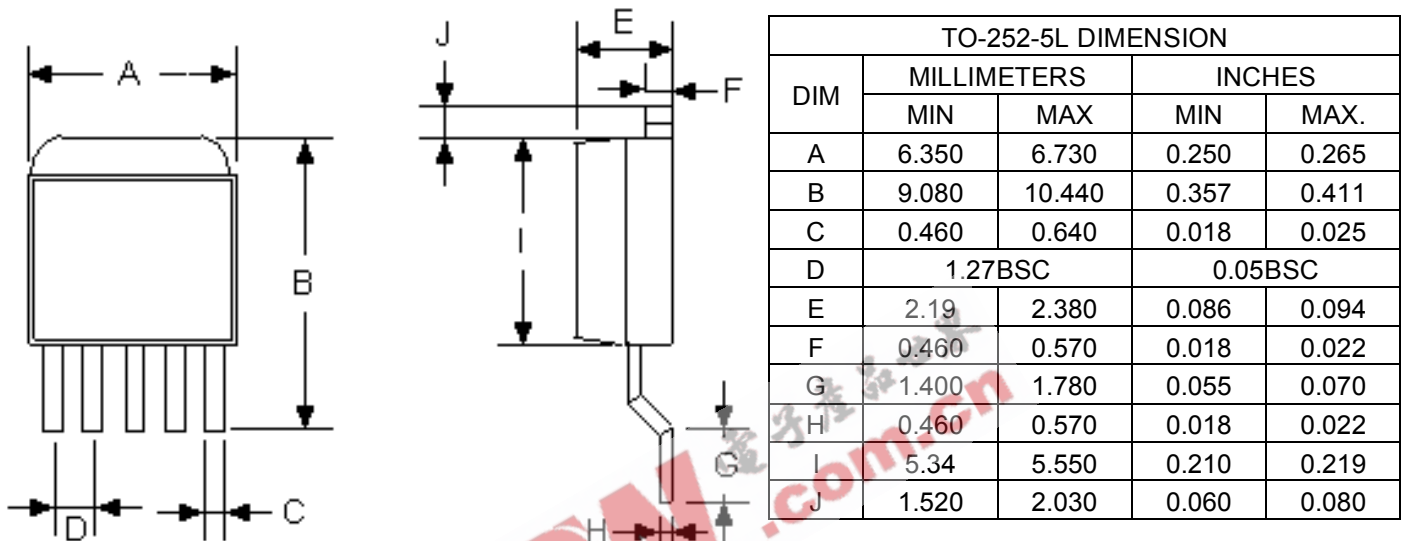 A
B
C
D
E
F
G
H
I
J
TO-252-5L DIMENSION
DIM MILLIMETERS INCHES
MIN MAX MIN MAX.
A 6.350 6.730 0.250 0.265
B 9.080 10.440 0.357 0.411
C 0.460 0.640 0.018 0.025
D 1.27BSC 0.05BSC
E 2.19 2.380 0.086 0.094
F 0.460 0.570 0.018 0.022
G 1.400 1.780 0.055 0.070
H 0.460 0.570 0.018 0.022
I 5.34 5.550 0.210 0.219
J 1.520 2.030 0.060 0.080
.com.cn